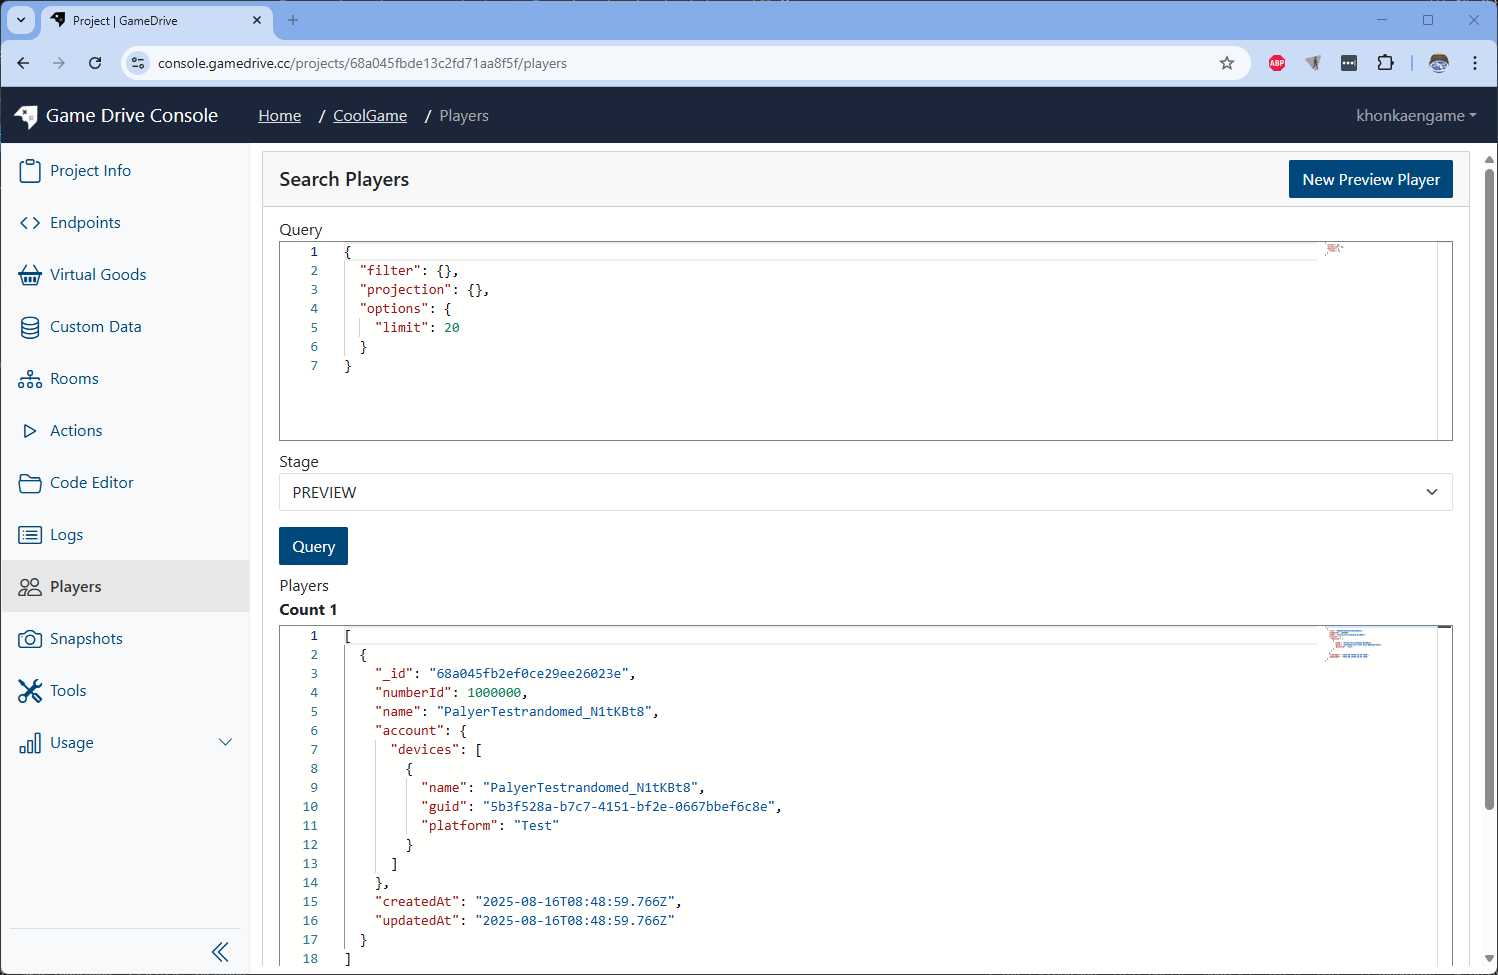 Project | GameDrive
console.gamedrive.cc/projects/68a045fbde13c2fd71aa8f5f/players
ABP
Game Drive Console
Home / CoolGame / Players
khonkaengame
Project Info
Endpoints
Virtual Goods
Custom Data
Rooms
Actions
Code Editor
Logs
Players
Snapshots
Tools
Usage
Search Players
New Preview Player
Query
1 {
2 "filter": {},
3 "projection": {},
4 "options": {
5 "limit": 20
6 }
7 }
Stage
PREVIEW
Query
Players
Count 1
1 [
2 {
3 "_id": "68a045fb2ef0ce29ee26023e",
4 "numberId": 1000000,
5 "name": "PalyerTestrandomed_N1tKBt8",
6 "account": {
7 "devices": [
8 {
9 "name": "PalyerTestrandomed_N1tKBt8",
10 "guid": "5b3f528a-b7c7-4151-bf2e-0667bbef6c8e",
11 "platform": "Test"
12 }
13 ]
14 },
15 "createdAt": "2025-08-16T08:48:59.766Z",
16 "updatedAt": "2025-08-16T08:48:59.766Z"
17 }
18 ]